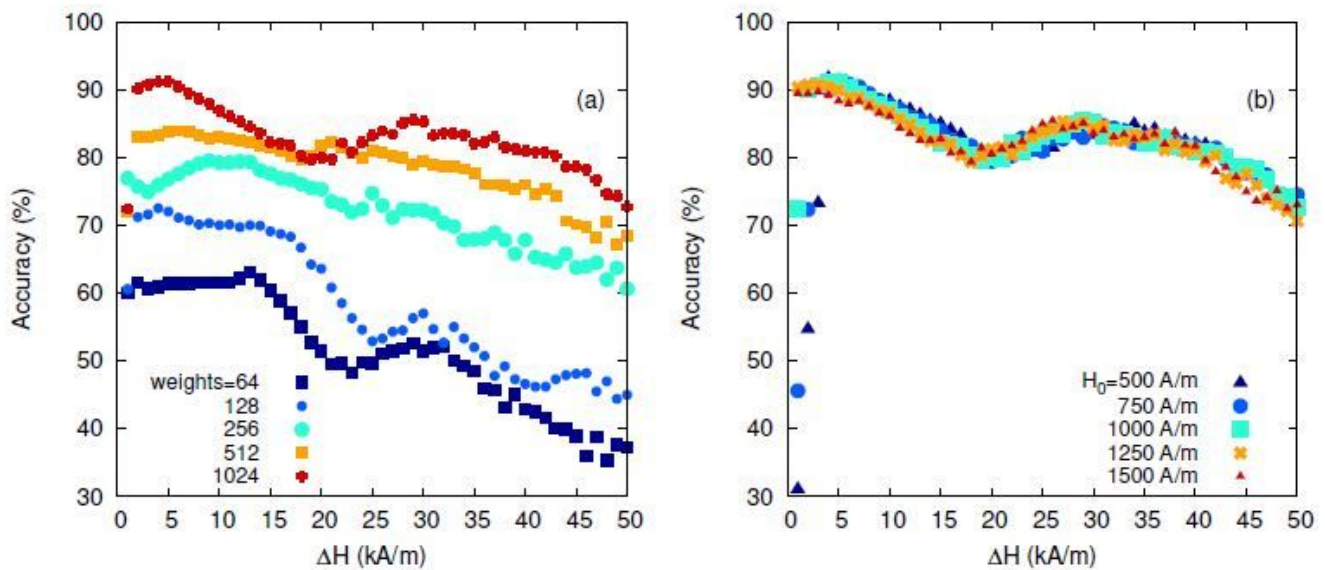 100
90
80
70
60
50
40
30
Accuracy (%)
(a)
weights=64
128
256
512
1024
0 5 10 15 20 25 30 35 40 45 50
ΔH (kA/m)
100
90
80
70
60
50
40
30
Accuracy (%)
(b)
H₀=500 A/m
750 A/m
1000 A/m
1250 A/m
1500 A/m
0 5 10 15 20 25 30 35 40 45 50
ΔH (kA/m)